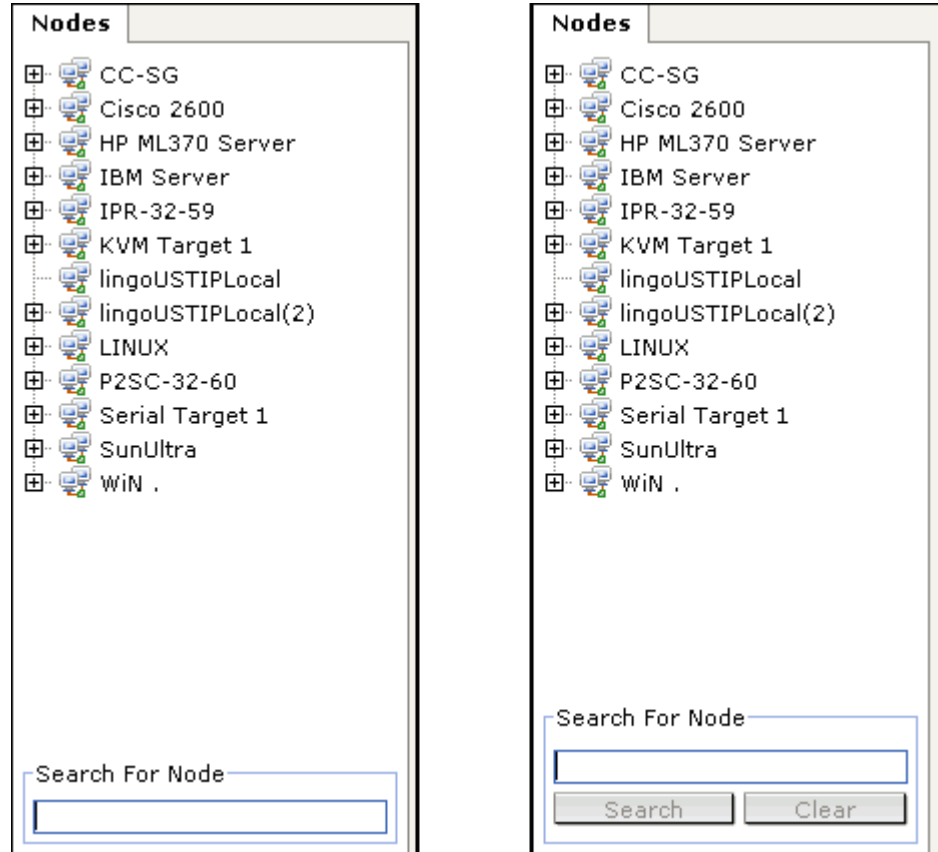 Nodes
CC-SG
Cisco 2600
HP ML370 Server
IBM Server
IPR-32-59
KVM Target 1
lingoUSTIPLocal
lingoUSTIPLocal(2)
LINUX
P2SC-32-60
Serial Target 1
SunUltra
WiN .
Search For Node
Nodes
CC-SG
Cisco 2600
HP ML370 Server
IBM Server
IPR-32-59
KVM Target 1
lingoUSTIPLocal
lingoUSTIPLocal(2)
LINUX
P2SC-32-60
Serial Target 1
SunUltra
WiN .
Search For Node
Search Clear